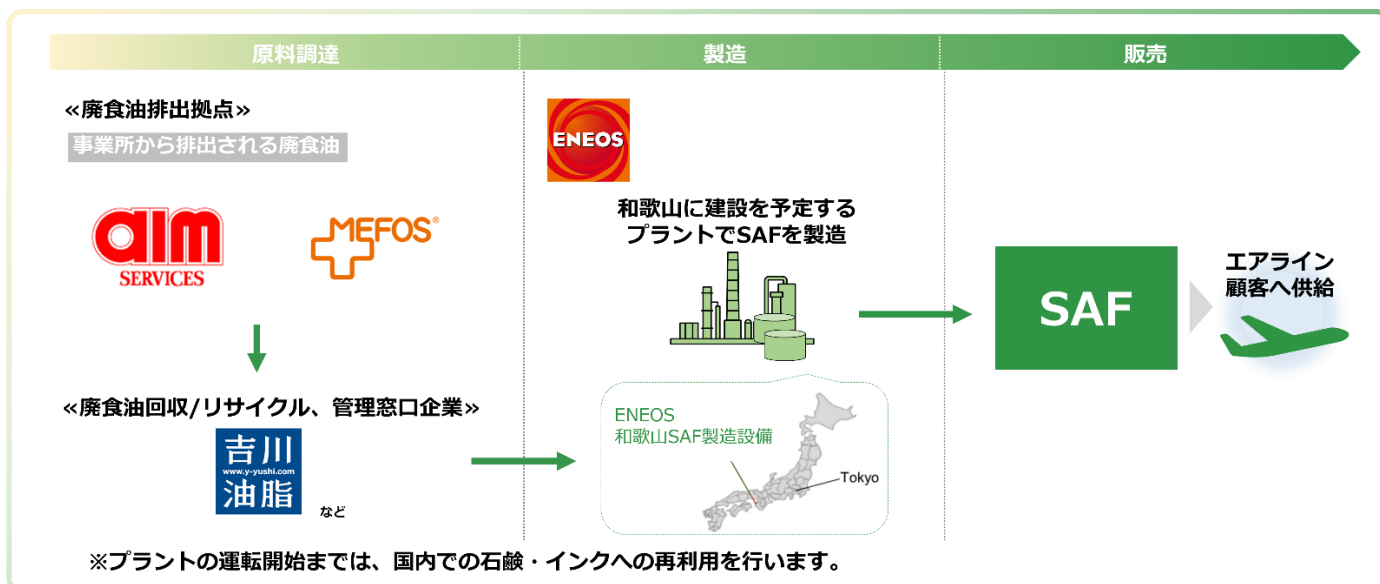 原料調達
製造
販売
≪廃食油排出拠点≫
事業所から排出される廃食油
aim
SERVICES
MEFOS®
≪廃食油回収/リサイクル、管理窓口企業≫
吉川
www.y-yushi.com
油脂
など
ENEOS
和歌山に建設を予定する
プラントでSAFを製造
ENEOS
和歌山SAF製造設備
Tokyo
SAF
エアライン
顧客へ供給
※プラントの運転開始までは、国内での石鹸・インクへの再利用を行います。